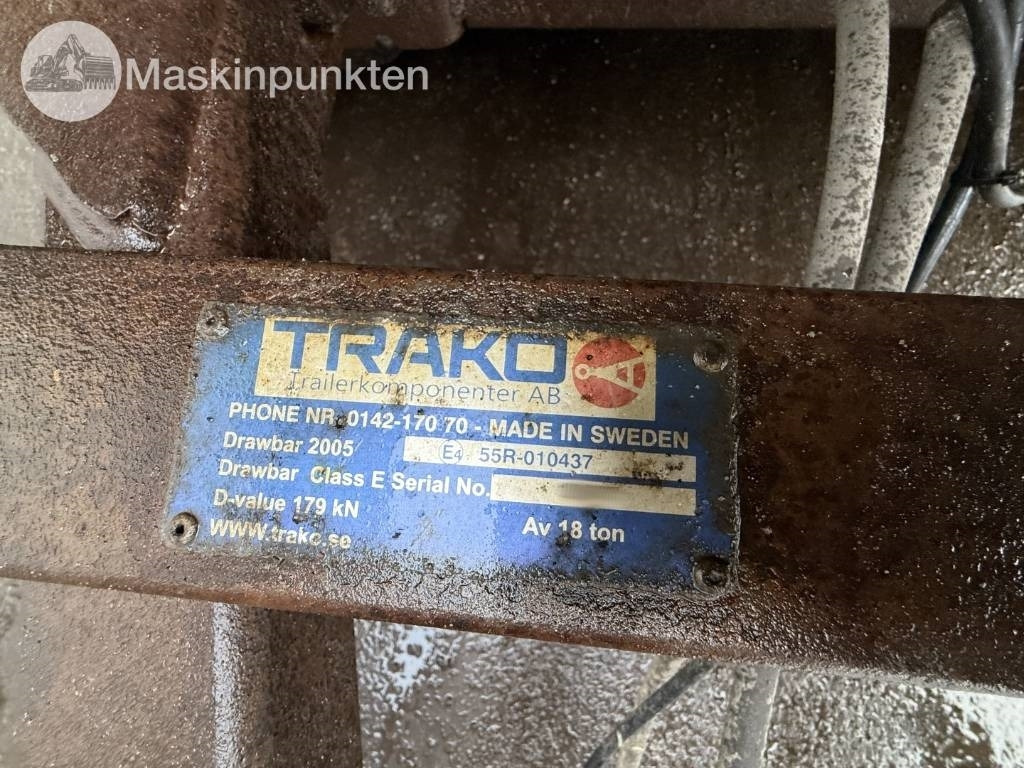 Maskinpunkten
TRAKO
Trailerkomponenter AB
PHONE NR. 0142-170 70 - MADE IN SWEDEN
Drawbar 2005 E4 55R-010437
Drawbar Class E Serial No.
D-value 179 kN
Av 18 ton
www.trako.se